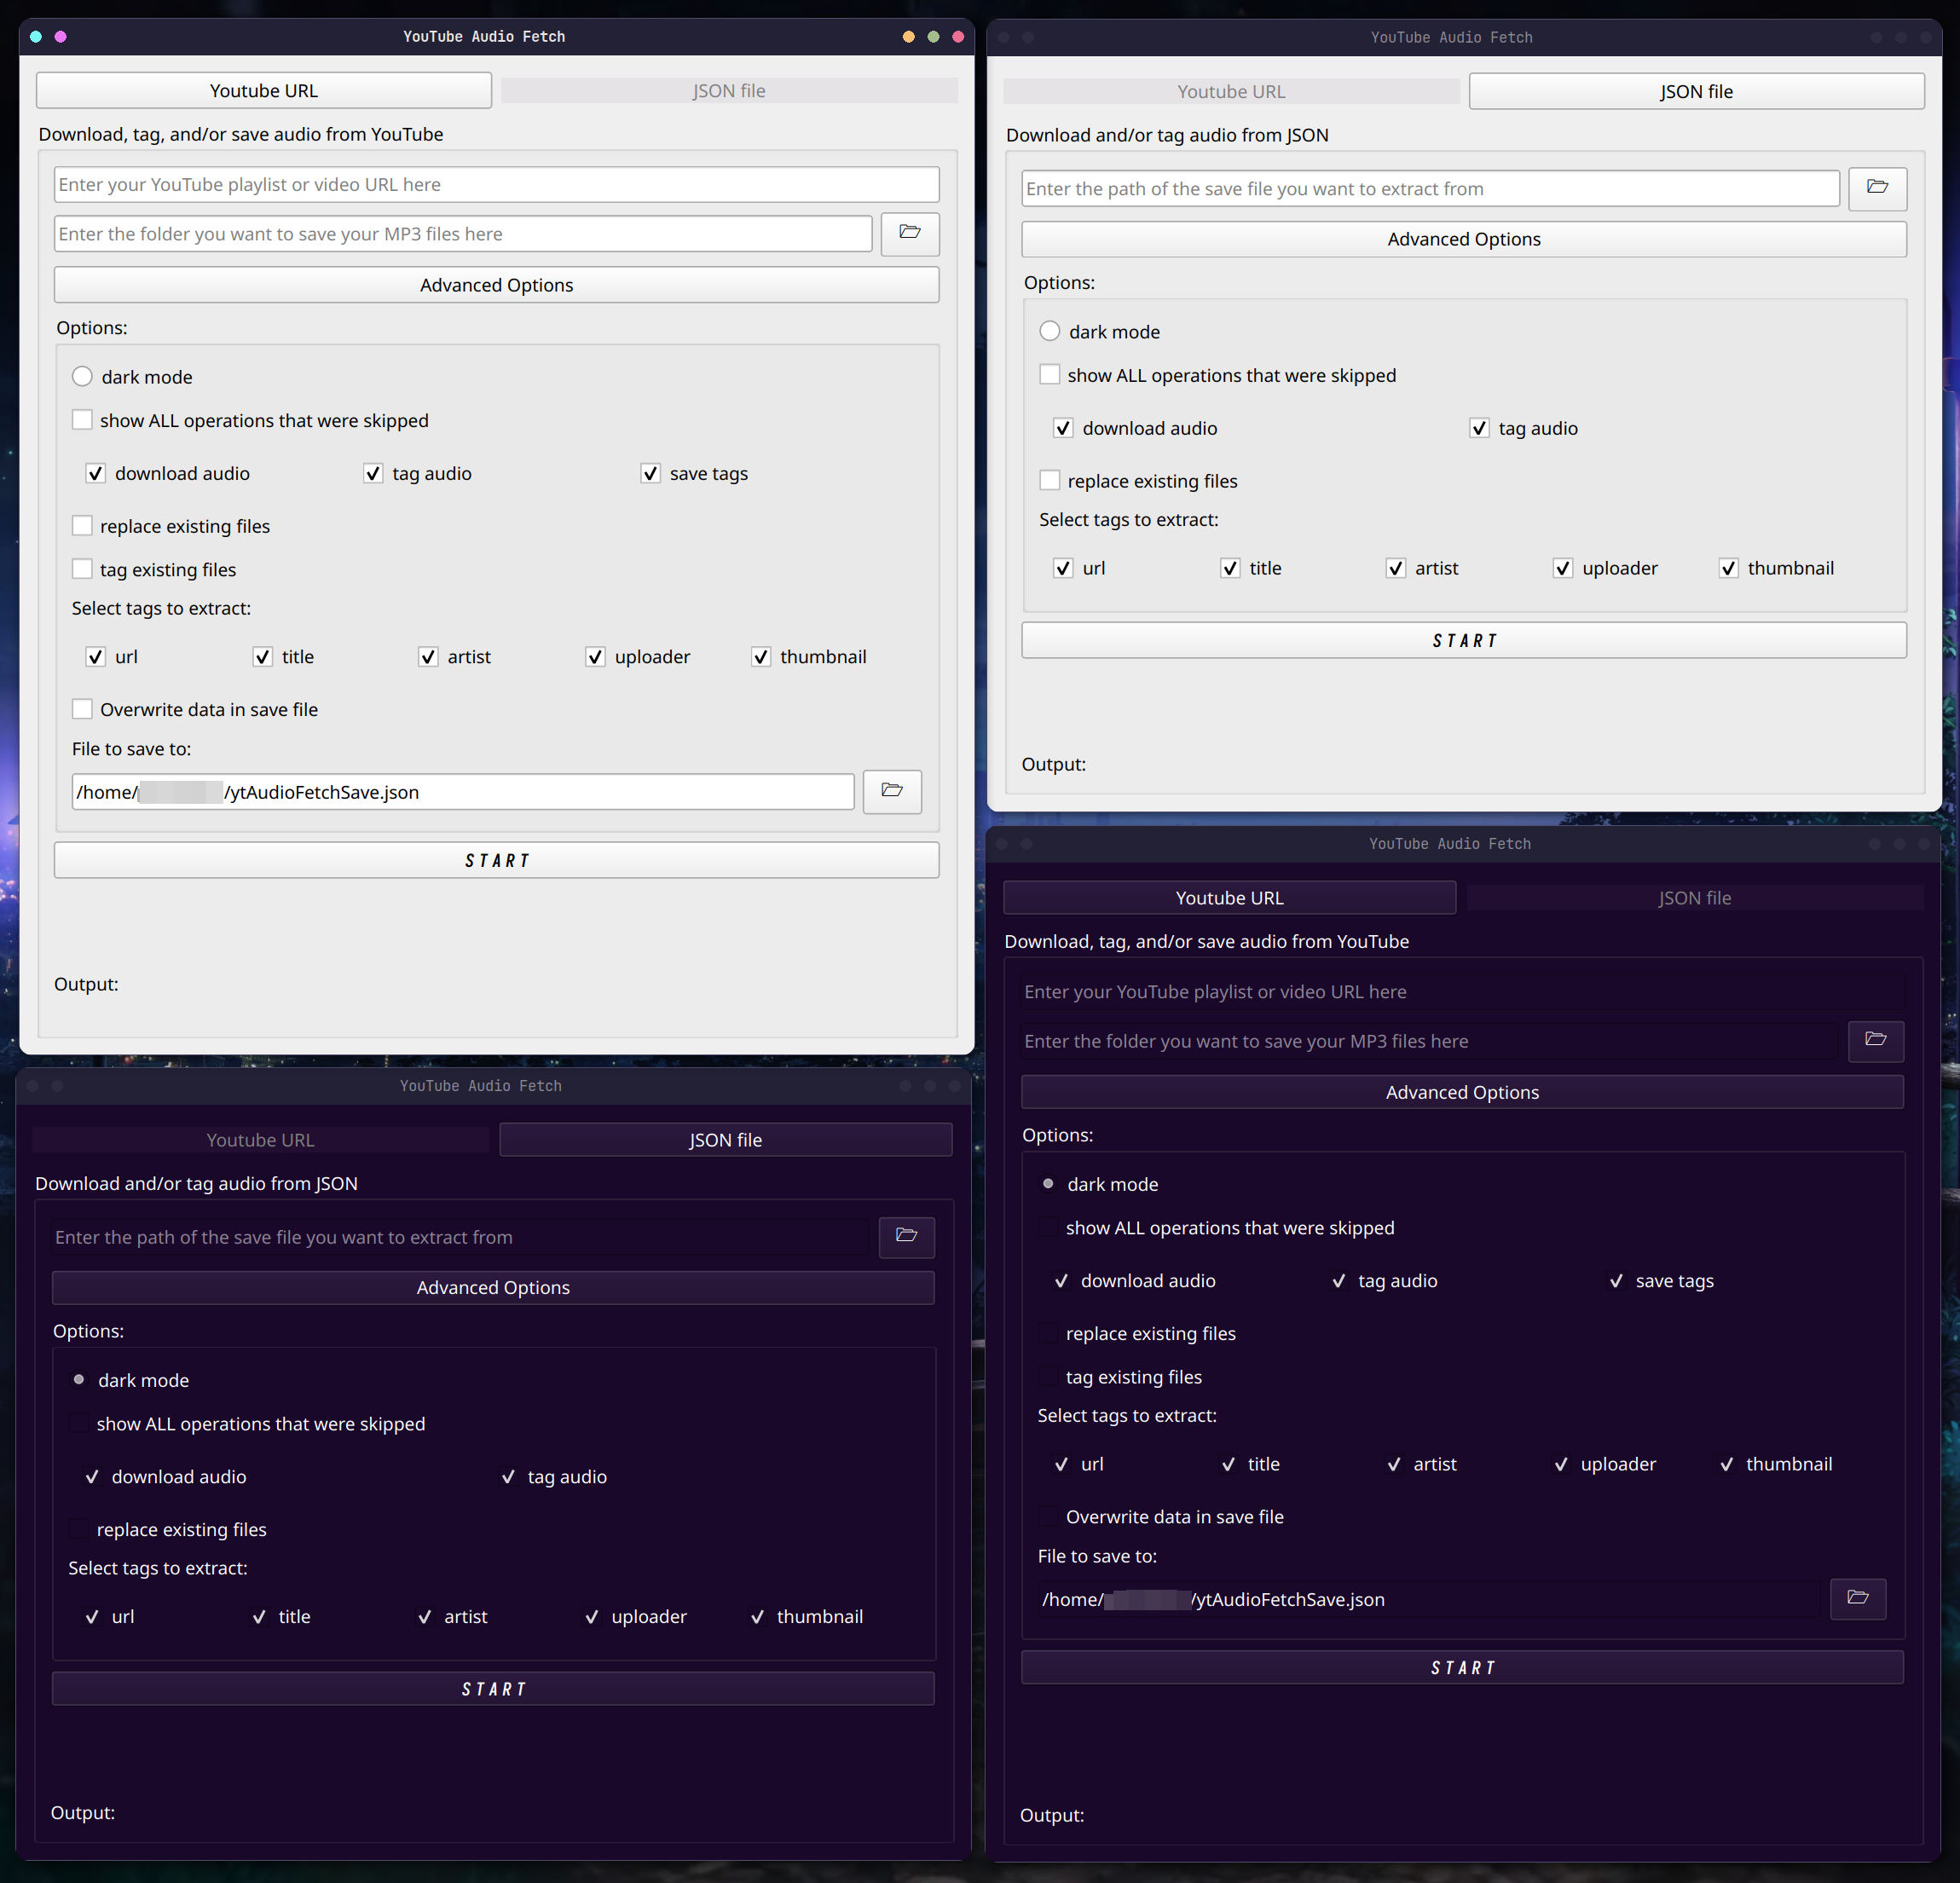 YouTube Audio Fetch
Youtube URL JSON file
Download, tag, and/or save audio from YouTube
Enter your YouTube playlist or video URL here
Enter the folder you want to save your MP3 files here
Advanced Options
Options:
dark mode
show ALL operations that were skipped
download audio tag audio save tags
replace existing files
tag existing files
Select tags to extract:
url title artist uploader thumbnail
Overwrite data in save file
File to save to:
/home/ /ytAudioFetchSave.json
START
Output:
YouTube Audio Fetch
Youtube URL JSON file
Download and/or tag audio from JSON
Enter the path of the save file you want to extract from
Advanced Options
Options:
dark mode
show ALL operations that were skipped
download audio tag audio
replace existing files
Select tags to extract:
url title artist uploader thumbnail
START
Output:
YouTube Audio Fetch
Youtube URL JSON file
Download and/or tag audio from JSON
Enter the path of the save file you want to extract from
Advanced Options
Options:
dark mode
show ALL operations that were skipped
download audio tag audio
replace existing files
Select tags to extract:
url title artist uploader thumbnail
START
Output:
YouTube Audio Fetch
Youtube URL JSON file
Download, tag, and/or save audio from YouTube
Enter your YouTube playlist or video URL here
Enter the folder you want to save your MP3 files here
Advanced Options
Options:
dark mode
show ALL operations that were skipped
download audio tag audio save tags
replace existing files
tag existing files
Select tags to extract:
url title artist uploader thumbnail
Overwrite data in save file
File to save to:
/home/ /ytAudioFetchSave.json
START
Output: